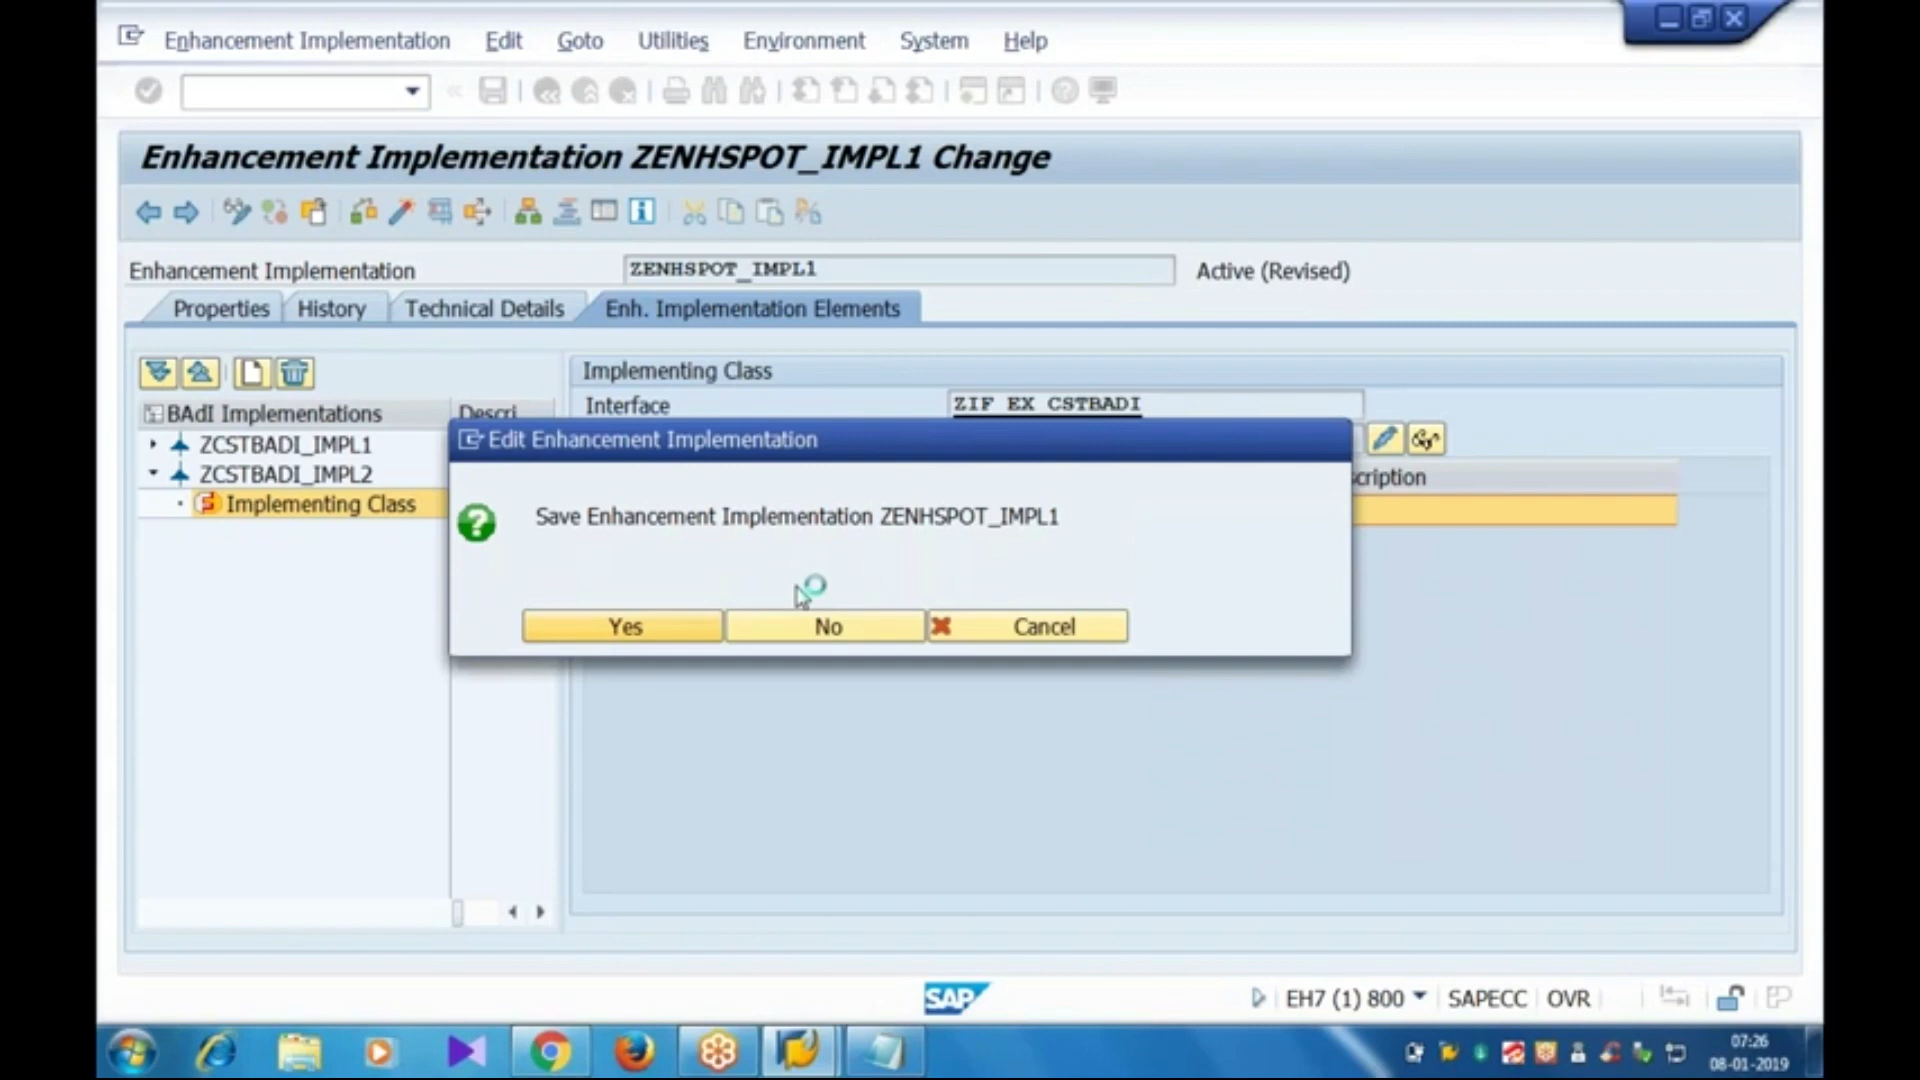 Enhancement Implementation Edit Goto Utilities Environment System Help
Enhancement Implementation ZENHSPOT_IMPL1 Change
Enhancement Implementation ZENHSPOT_IMPL1 Active (Revised)
Properties History Technical Details Enh. Implementation Elements
Implementing Class
Interface ZIF_EX_CSTBADI
BAdI Implementations Descri
ZCSTBADI_IMPL1
ZCSTBADI_IMPL2
Implementing Class
cription
Edit Enhancement Implementation
Save Enhancement Implementation ZENHSPOT_IMPL1
Yes No Cancel
SAP
EH7 (1) 800 SAPECC OVR
07:26
08-01-2019